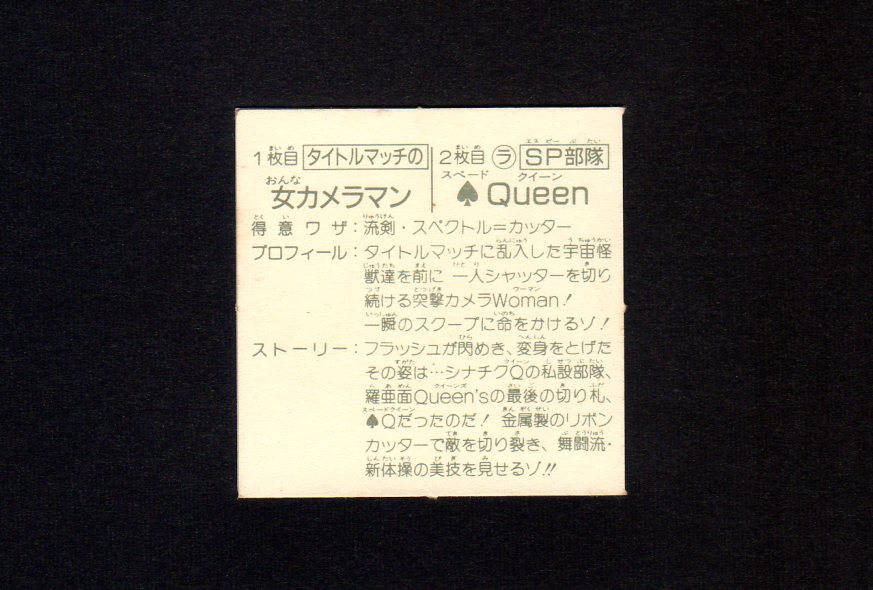 1枚目 タイトルマッチの
女カメラマン
2枚目 ㋶ SP部隊
♠Queen
得意ワザ：流剣・スペクトル＝カッター
プロフィール：タイトルマッチに乱入した宇宙怪
獣達を前に 一人シャッターを切り
続ける突撃カメラWoman！
一瞬のスクープに命をかけるゾ！
ストーリー：フラッシュが閃めき、変身をとげた
その姿は…シナチクQの私設部隊、
羅亜面Queen'sの最後の切り札、
♠Qだったのだ！ 金属製のリボン
カッターで敵を切り裂き、舞闘流・
新体操の美技を見せるゾ!!